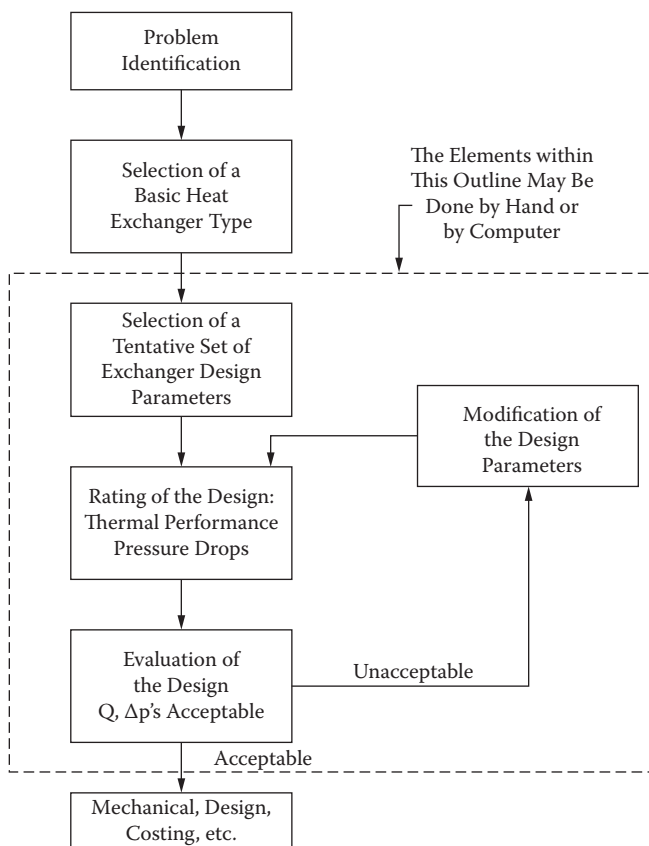 Problem
Identification
Selection of a
Basic Heat
Exchanger Type
The Elements within
This Outline May Be
Done by Hand or
by Computer
Selection of a
Tentative Set of
Exchanger Design
Parameters
Modification of
the Design
Parameters
Rating of the Design:
Thermal Performance
Pressure Drops
Evaluation of
the Design
Q, Δp's Acceptable
Unacceptable
Acceptable
Mechanical, Design,
Costing, etc.